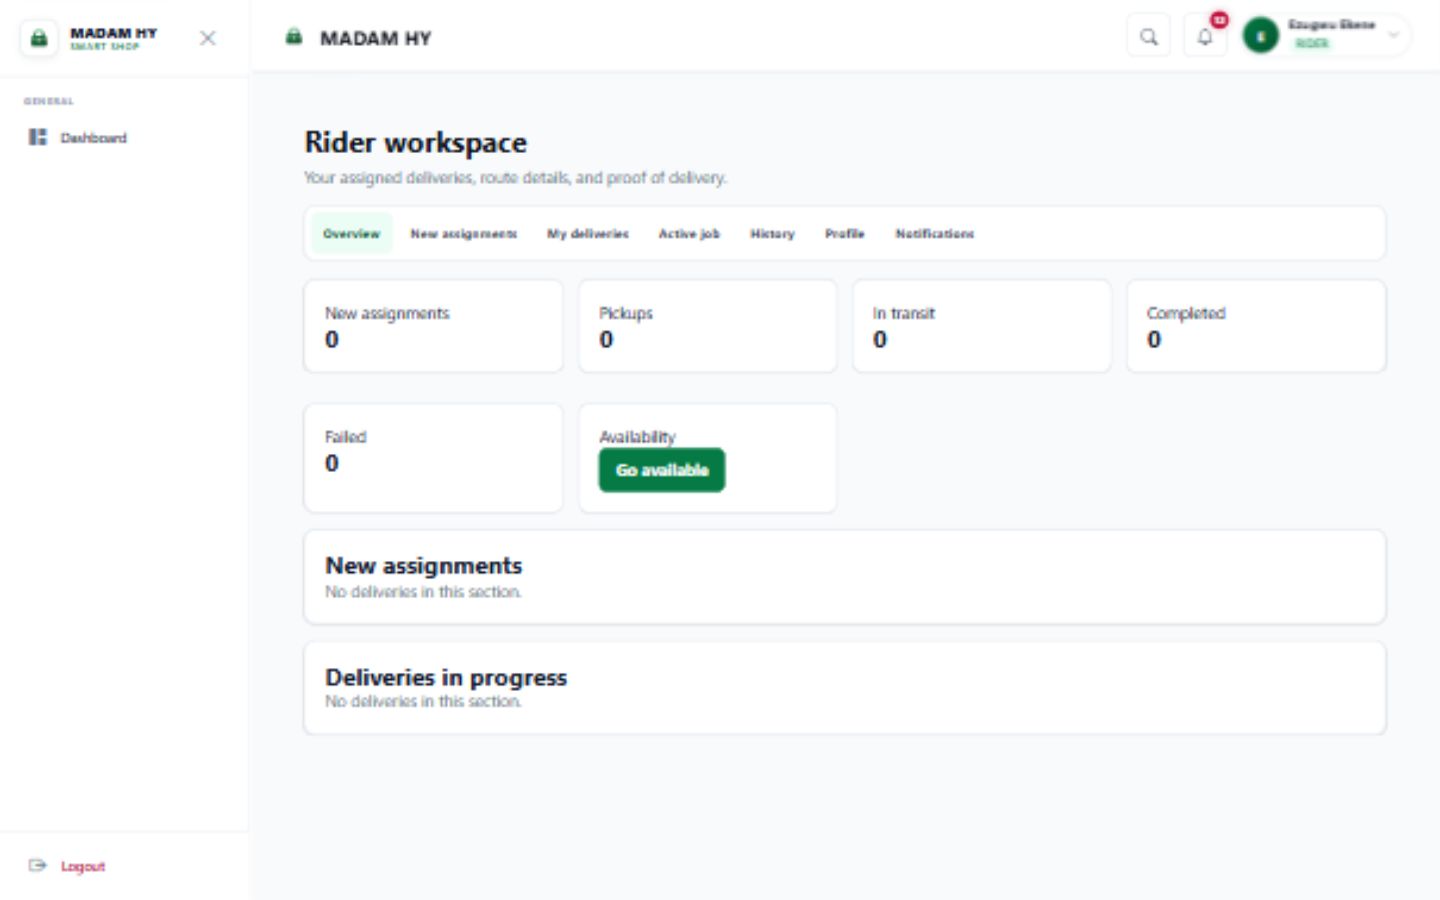 MADAM HY
SMART SHOP
GENERAL
Dashboard
Logout
MADAM HY
RIDER
Rider workspace
Your assigned deliveries, route details, and proof of delivery.
Overview
New assignments
My deliveries
Active job
History
Profile
Notifications
New assignments
0
Pickups
0
In transit
0
Completed
0
Failed
0
Availability
Go available
New assignments
No deliveries in this section.
Deliveries in progress
No deliveries in this section.